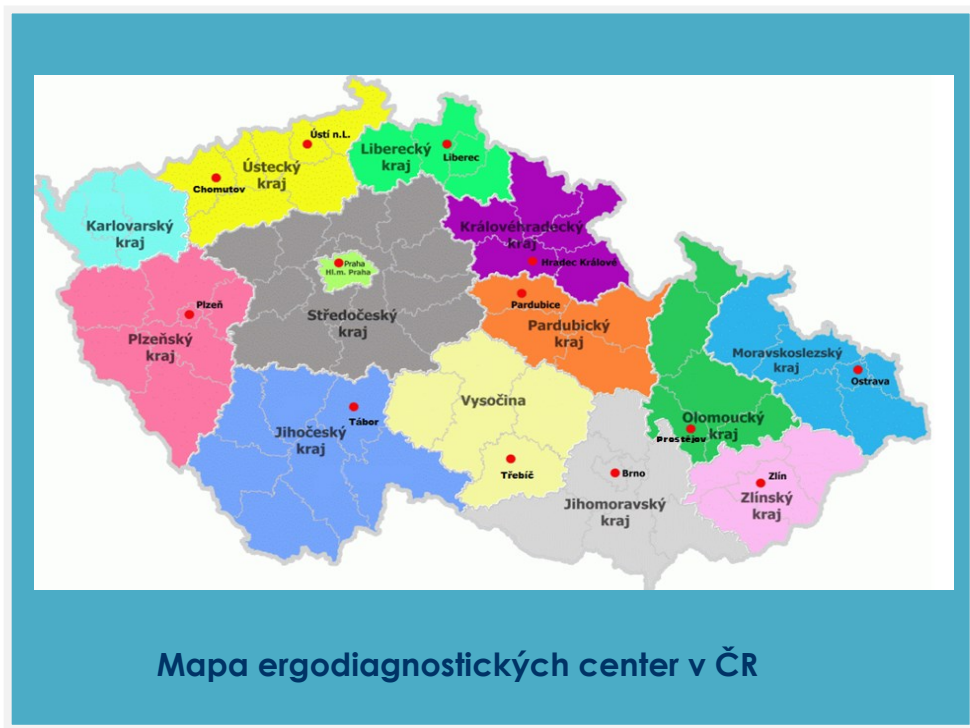 Ústí n.L.
Liberecký
kraj
Liberec
Ústecký
kraj
Chomutov
Karlovarský
kraj
Královéhradecký
kraj
Hradec Králové
Praha
Hl.m. Praha
Plzeň
Pardubice
Středočeský
kraj
Pardubický
kraj
Plzeňský
kraj
Moravskoslezský
kraj
Ostrava
Vysočina
Tábor
Jihočeský
kraj
Olomoucký
kraj
Prostějov
Třebíč
Brno
Zlín
Jihomoravský
kraj
Zlínský
kraj
Mapa ergodiagnostických center v ČR